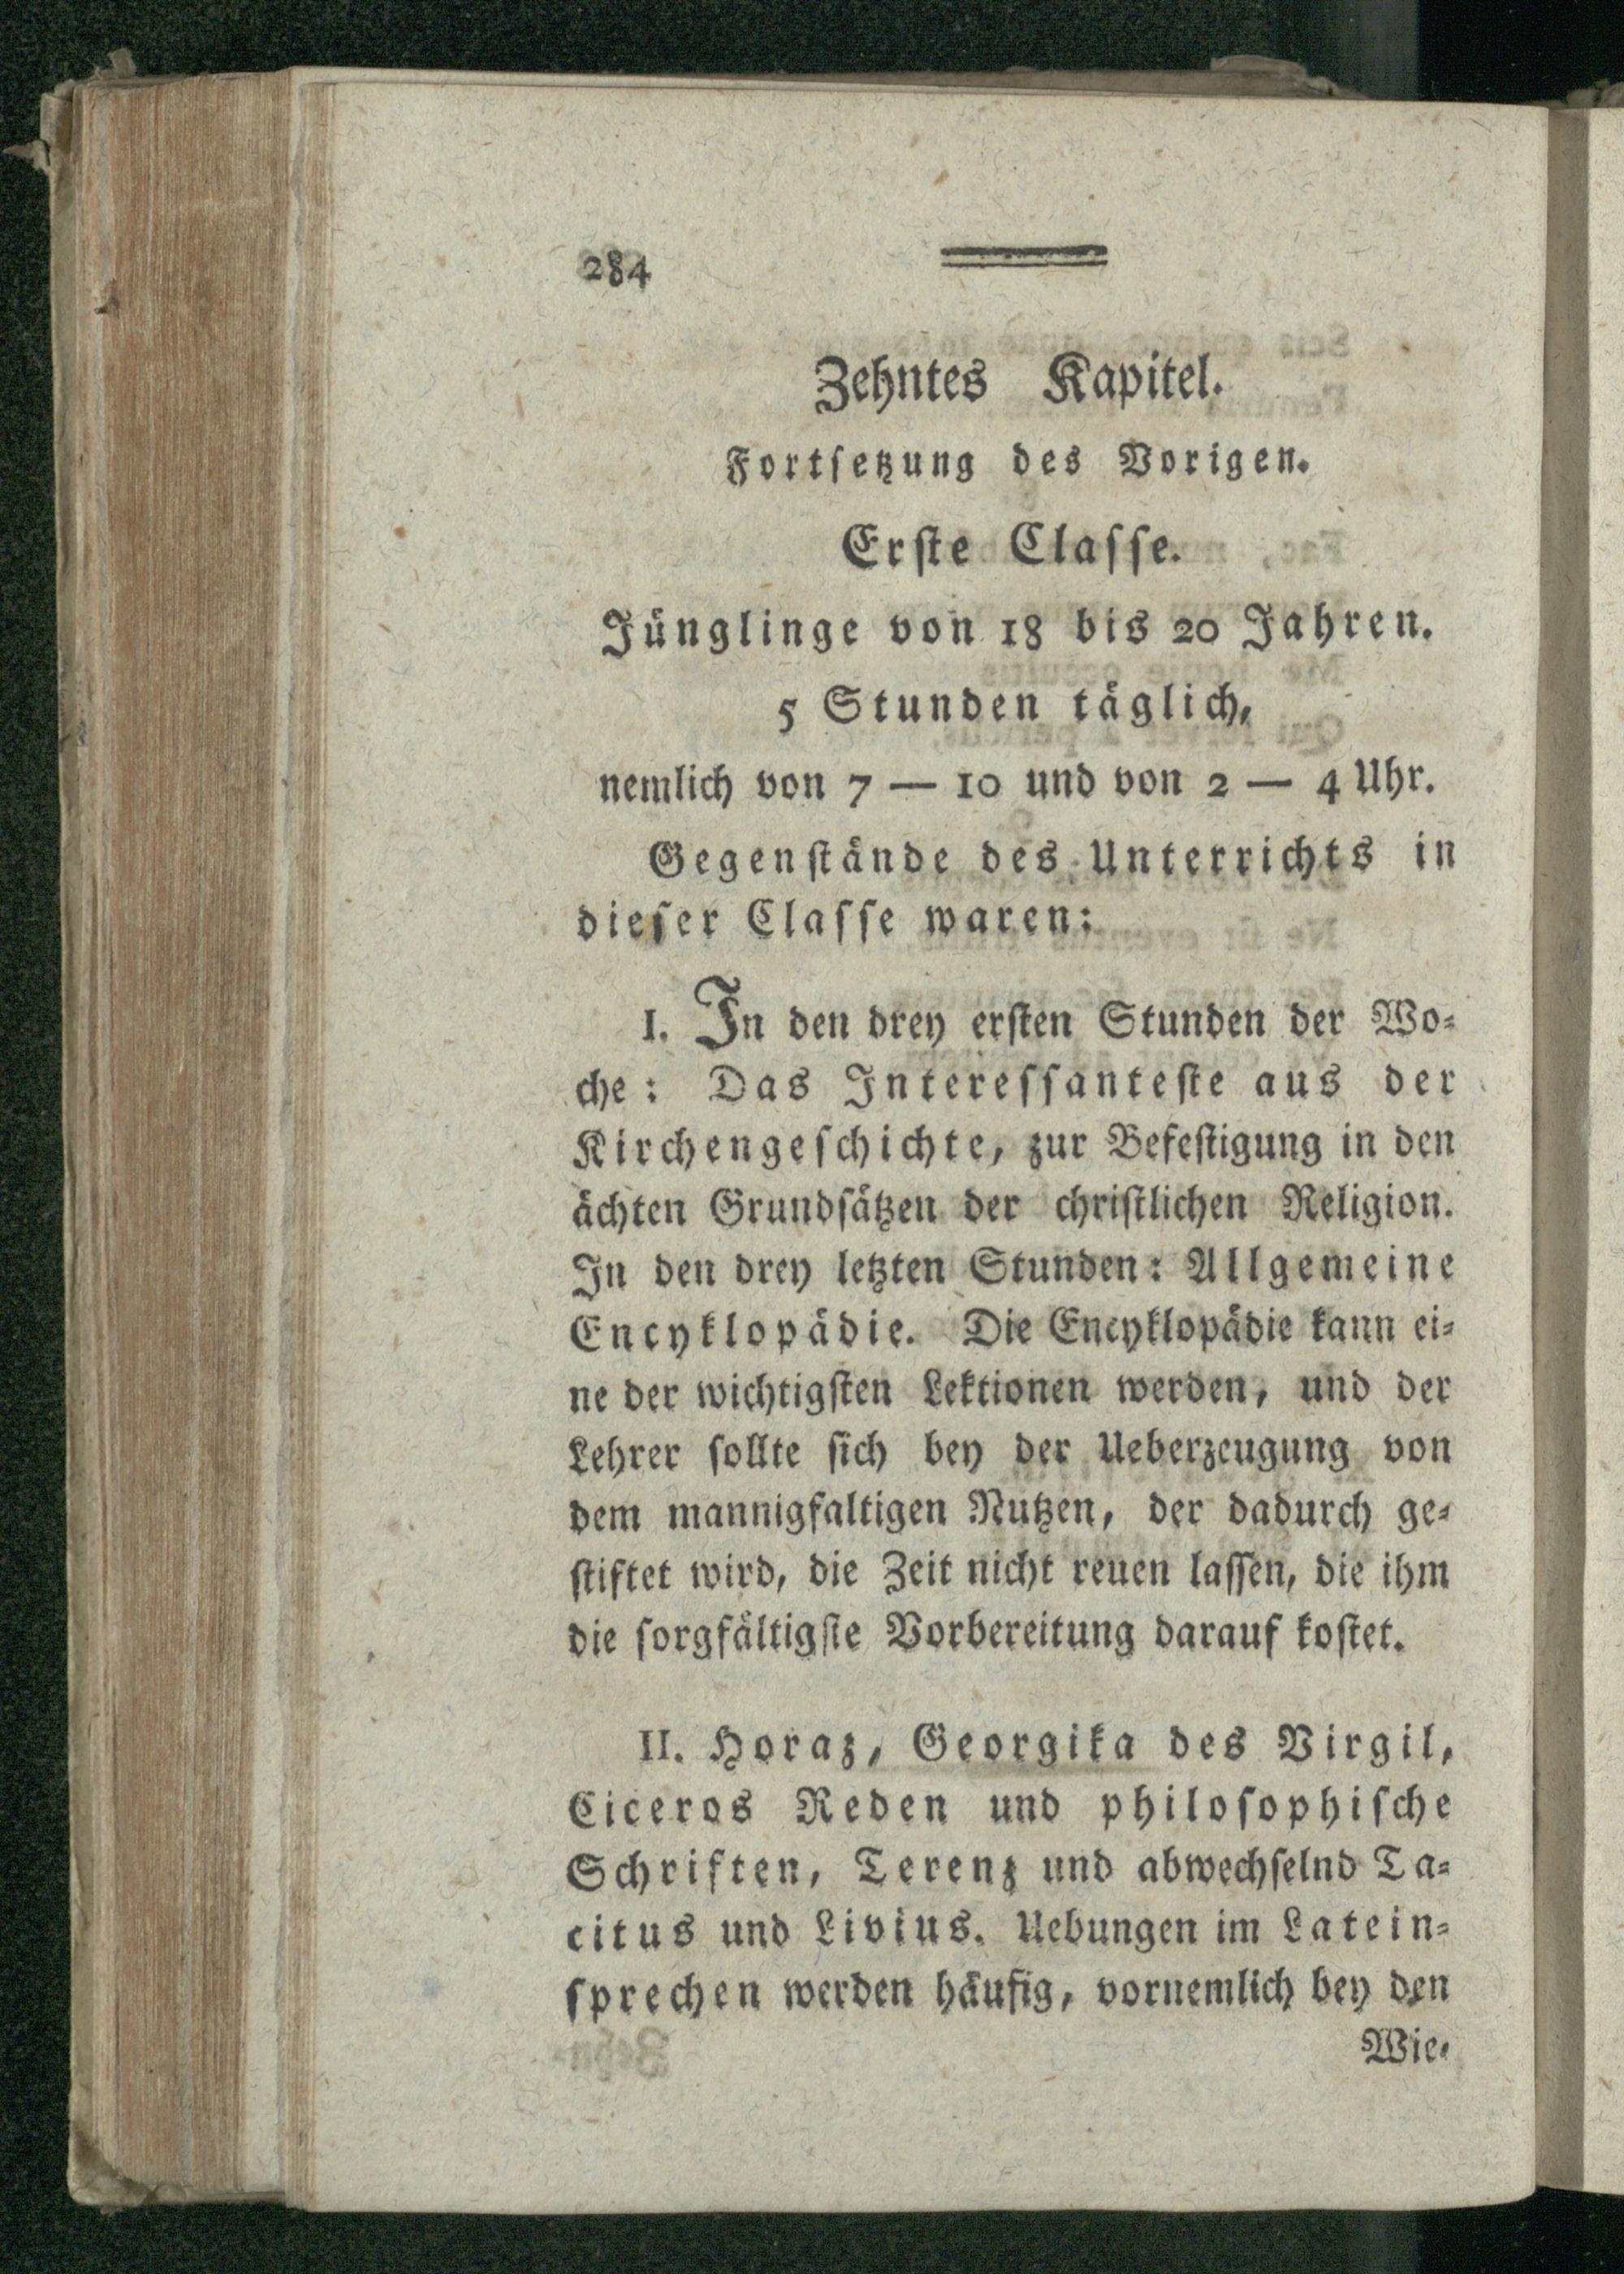 284
Zehntes Kapitel.
Fortsetzung des Vorigen.
Erste Classe.
Jünglinge von 18 bis 20 Jahren.
5 Stunden täglich,
nemlich von 7 — 10 und von 2 — 4 Uhr.
Gegenstände des Unterrichts in
dieser Classe waren:
I. In den drey ersten Stunden der Wo-
che: Das Interessanteste aus der
Kirchengeschichte, zur Befestigung in den
ächten Grundsätzen der christlichen Religion.
In den drey letzten Stunden: Allgemeine
Encyklopädie. Die Encyklopädie kann ei-
ne der wichtigsten Lektionen werden, und der
Lehrer sollte sich bey der Ueberzeugung von
dem mannigfaltigen Nutzen, der dadurch ge-
stiftet wird, die Zeit nicht reuen lassen, die ihm
die sorgfältigste Vorbereitung darauf kostet.
II. Horaz, Georgika des Virgil,
Ciceros Reden und philosophische
Schriften, Terenz und abwechselnd Ta-
citus und Livius. Uebungen im Latein-
sprechen werden häufig, vornemlich bey den
Wie-